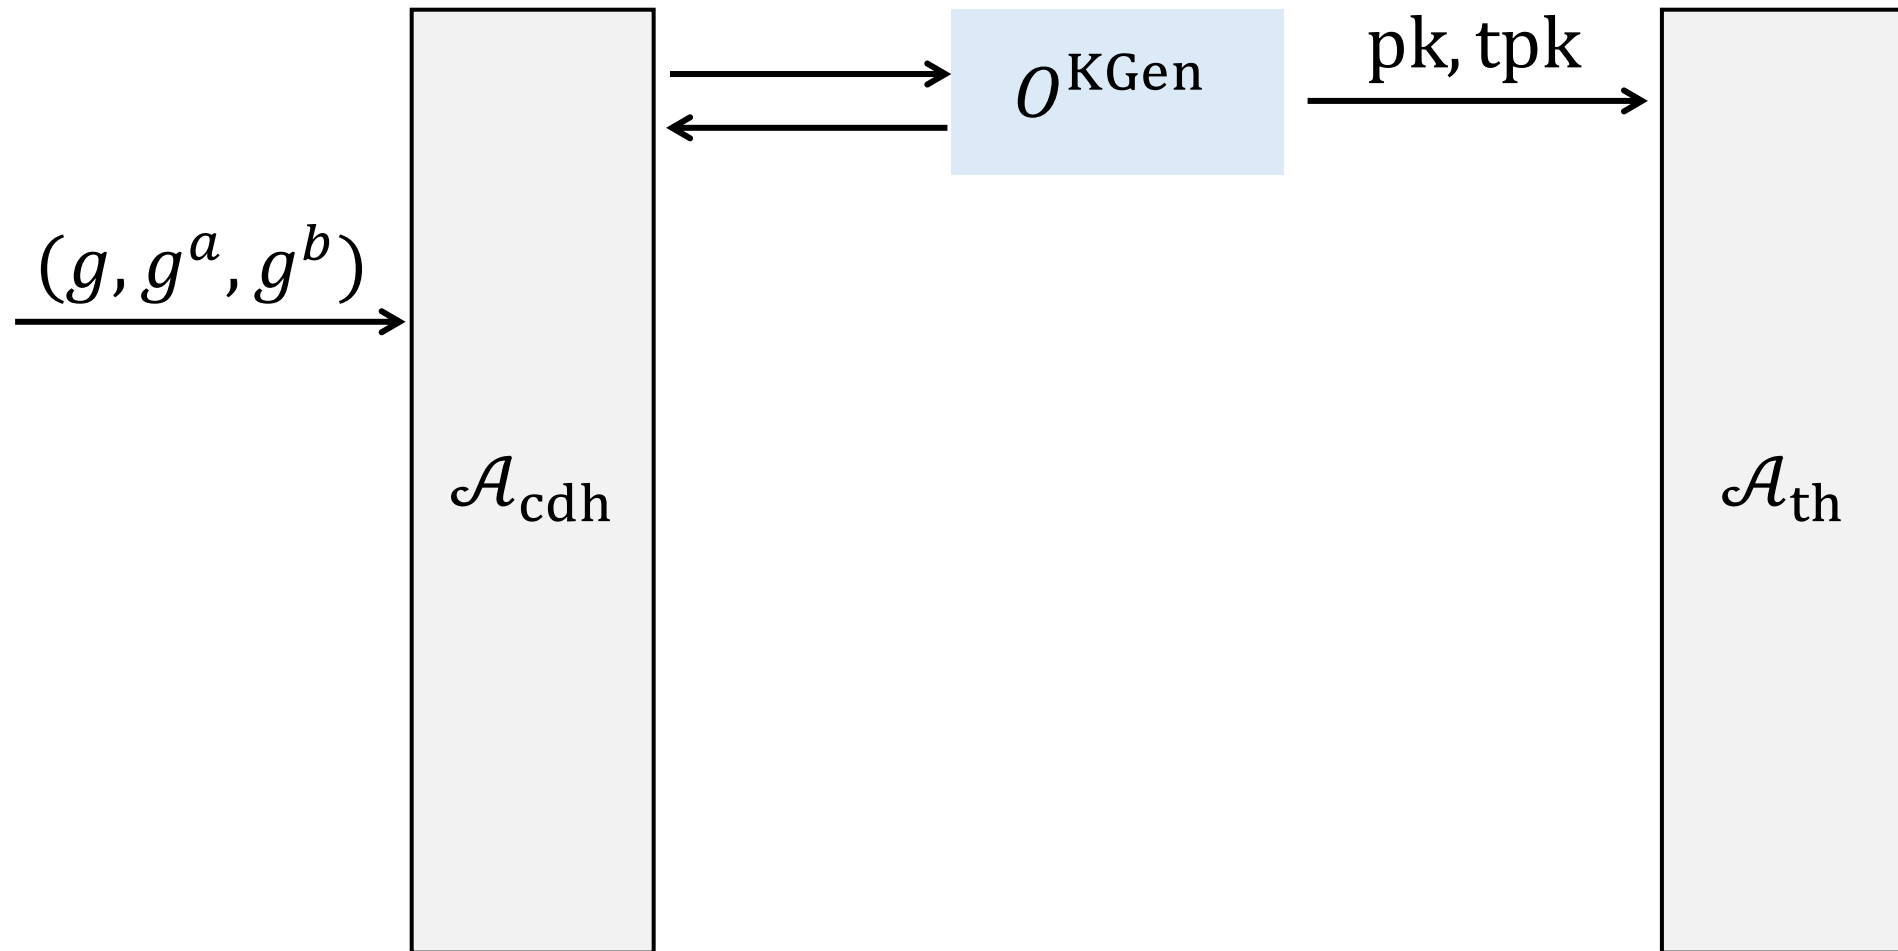 O^KGen
pk, tpk
(g, g^a, g^b)
𝒜_cdh
𝒜_th